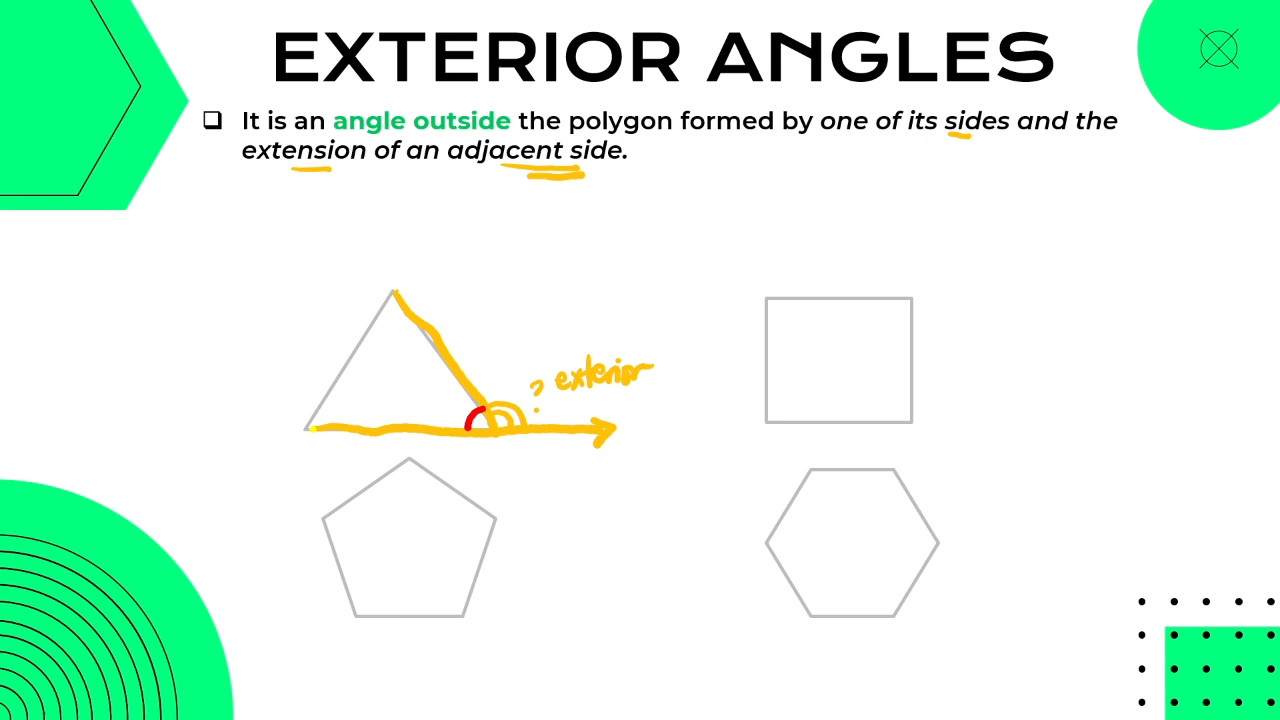 EXTERIOR ANGLES
❑ It is an angle outside the polygon formed by one of its sides and the
extension of an adjacent side.
? exterior